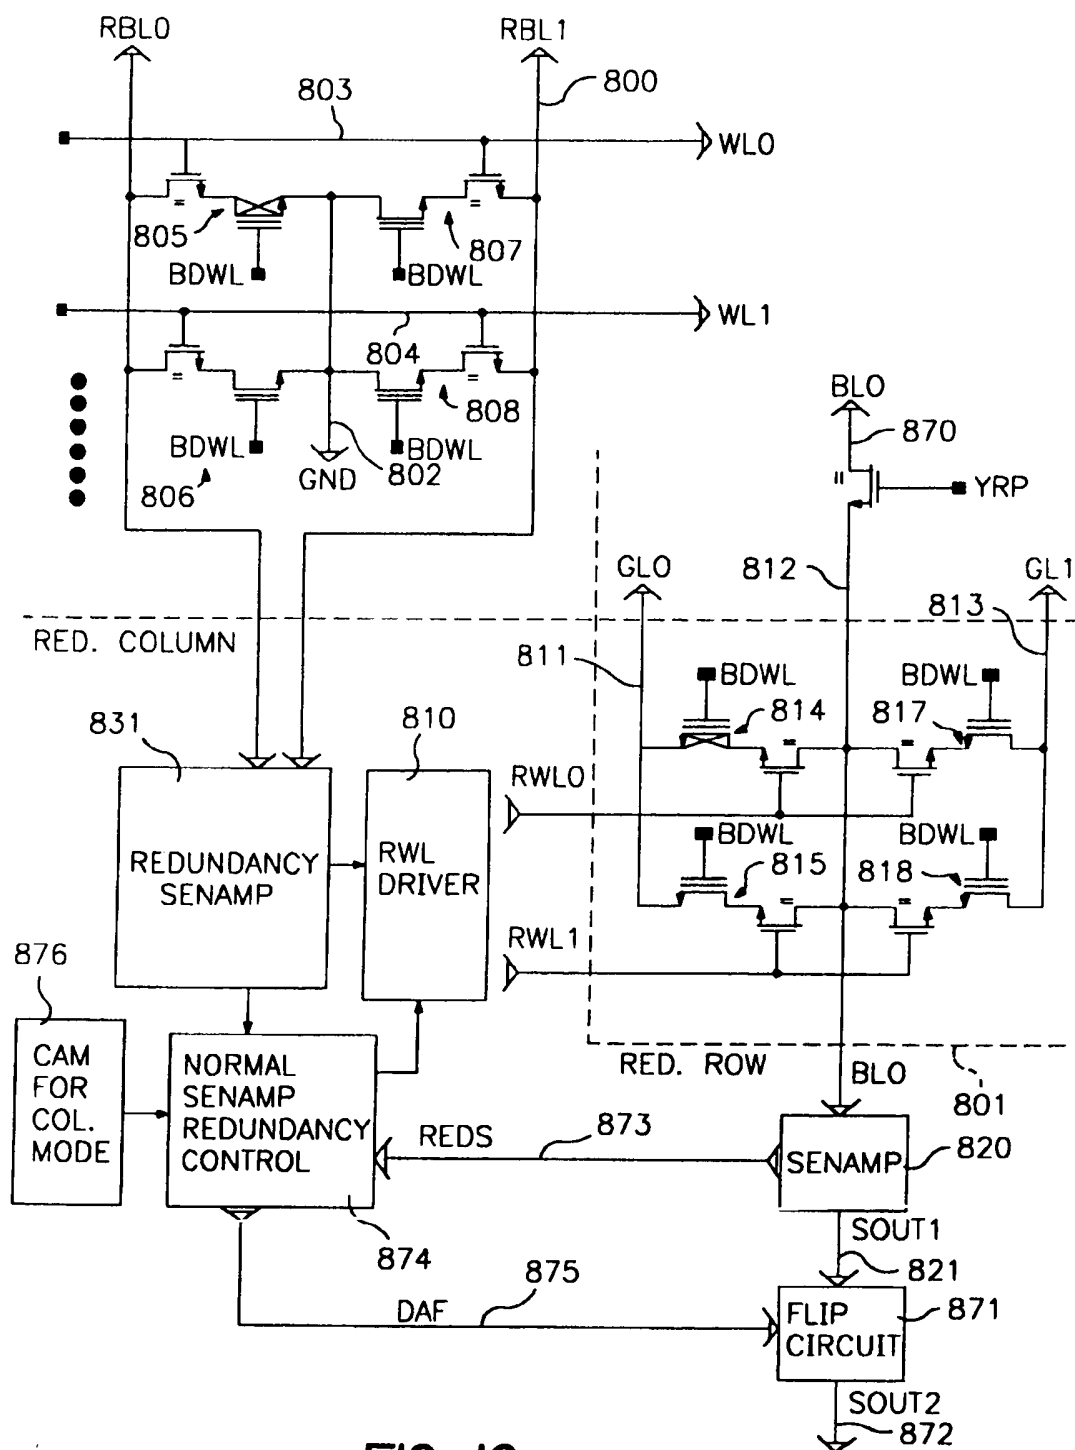 RBL0 RBL1
800
803
WL0
805 807
BDWL BDWL
WL1
804
808
BDWL BDWL
806 GND 802
BL0
870
YRP
GL0 812 GL1
813
RED. COLUMN
811
BDWL BDWL
831 810 814 817
RWL0
REDUNDANCY
SENAMP
RWL
DRIVER
BDWL BDWL
815 818
RWL1
876
CAM
FOR
COL.
MODE
NORMAL
SENAMP
REDUNDANCY
CONTROL
RED. ROW
BL0
801
REDS 873
SENAMP 820
SOUT1
874 821
875
DAF
FLIP
CIRCUIT
871
SOUT2
872